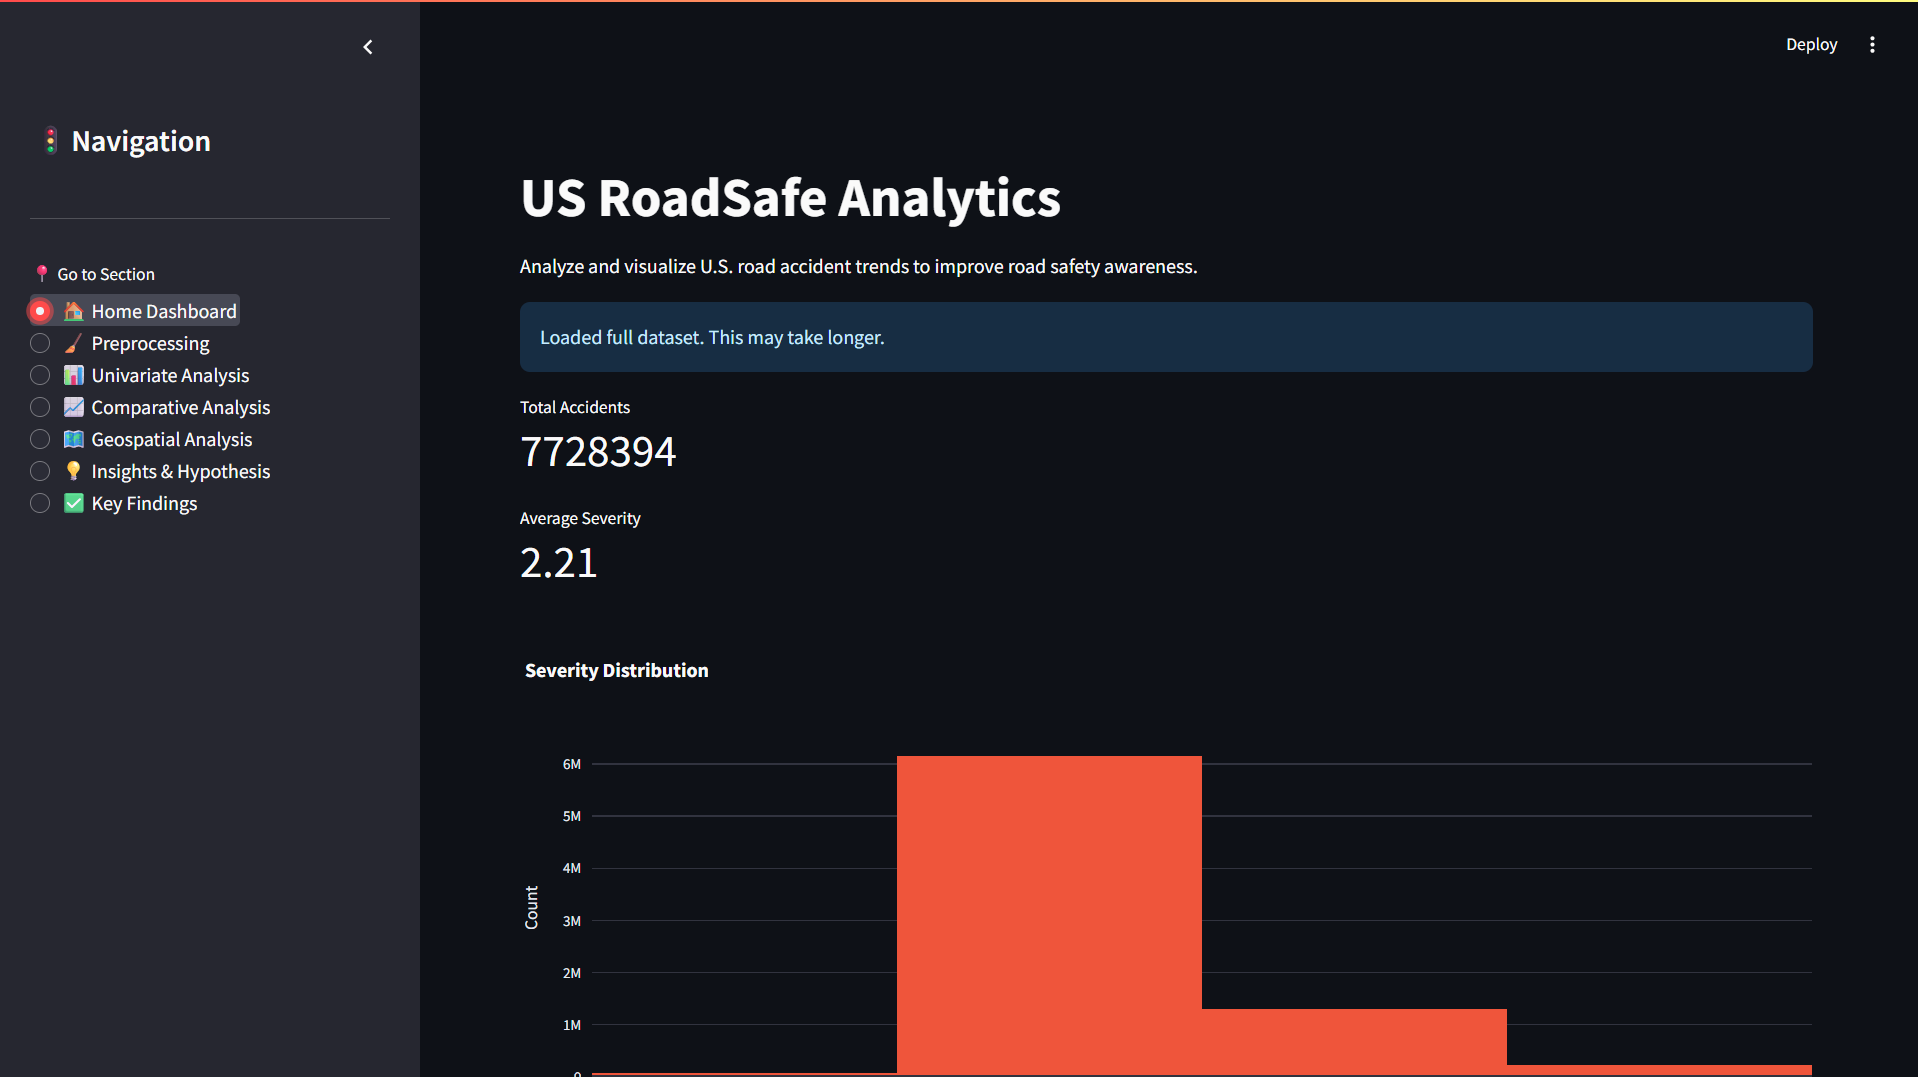 Deploy
Navigation
Go to Section
Home Dashboard
Preprocessing
Univariate Analysis
Comparative Analysis
Geospatial Analysis
Insights & Hypothesis
Key Findings
US RoadSafe Analytics
Analyze and visualize U.S. road accident trends to improve road safety awareness.
Loaded full dataset. This may take longer.
Total Accidents
7728394
Average Severity
2.21
Severity Distribution
6M
5M
4M
3M
2M
1M
0
Count